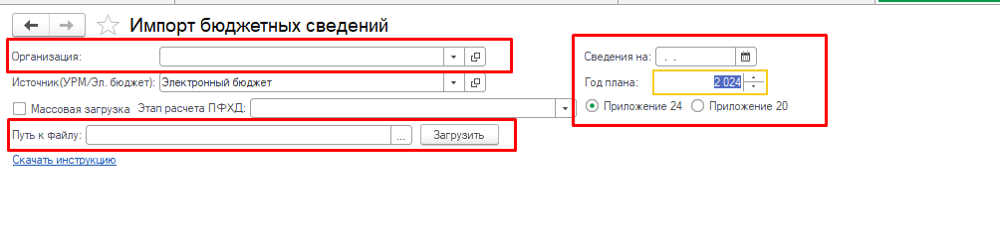 Импорт бюджетных сведений
Организация:
Сведения на: . .
Источник(УРМ/Эл. бюджет): Электронный бюджет
Год плана: 2 024
Массовая загрузка Этап расчета ПФХД:
Приложение 24 Приложение 20
Путь к файлу: ... Загрузить
Скачать инструкцию